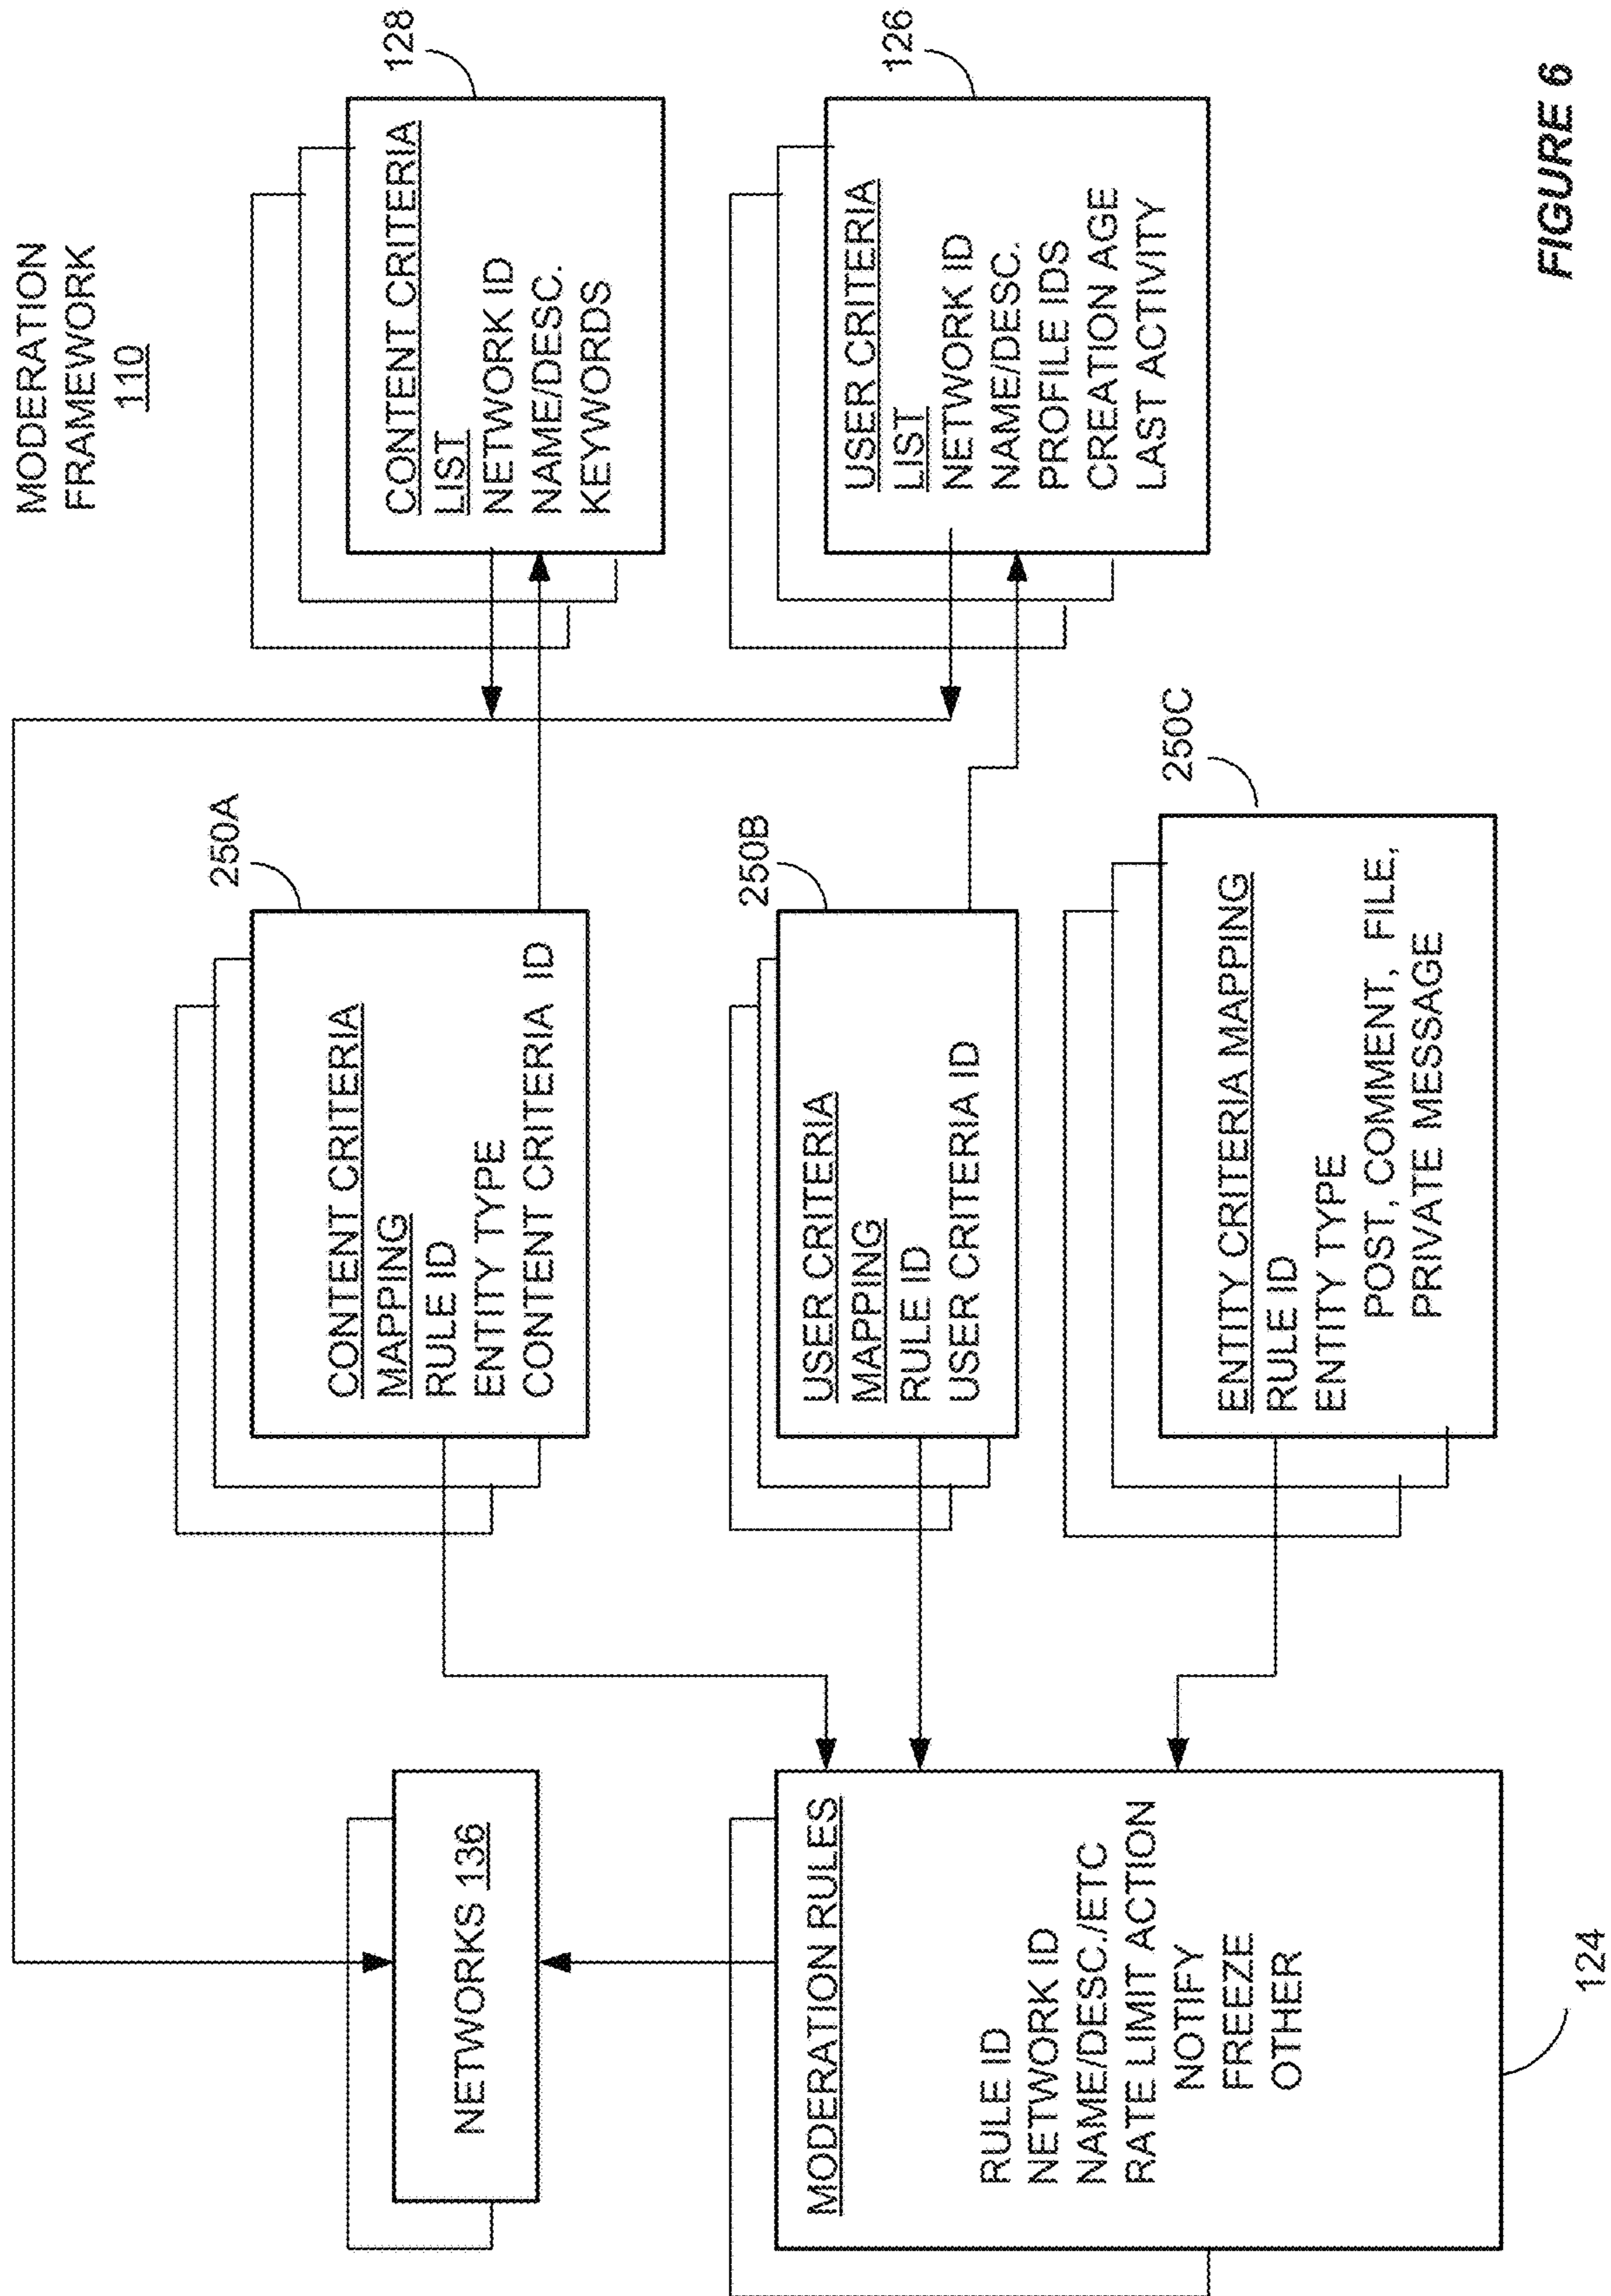 MODERATION
FRAMEWORK
110
NETWORKS 136
250A
CONTENT CRITERIA
MAPPING
RULE ID
ENTITY TYPE
CONTENT CRITERIA ID
128
CONTENT CRITERIA
LIST
NETWORK ID
NAME/DESC.
KEYWORDS
MODERATION RULES
RULE ID
NETWORK ID
NAME/DESC./ETC
RATE LIMIT ACTION
NOTIFY
FREEZE
OTHER
124
250B
USER CRITERIA
MAPPING
RULE ID
USER CRITERIA ID
126
USER CRITERIA
LIST
NETWORK ID
NAME/DESC.
PROFILE IDS
CREATION AGE
LAST ACTIVITY
250C
ENTITY CRITERIA MAPPING
RULE ID
ENTITY TYPE
POST, COMMENT, FILE,
PRIVATE MESSAGE
FIGURE 6